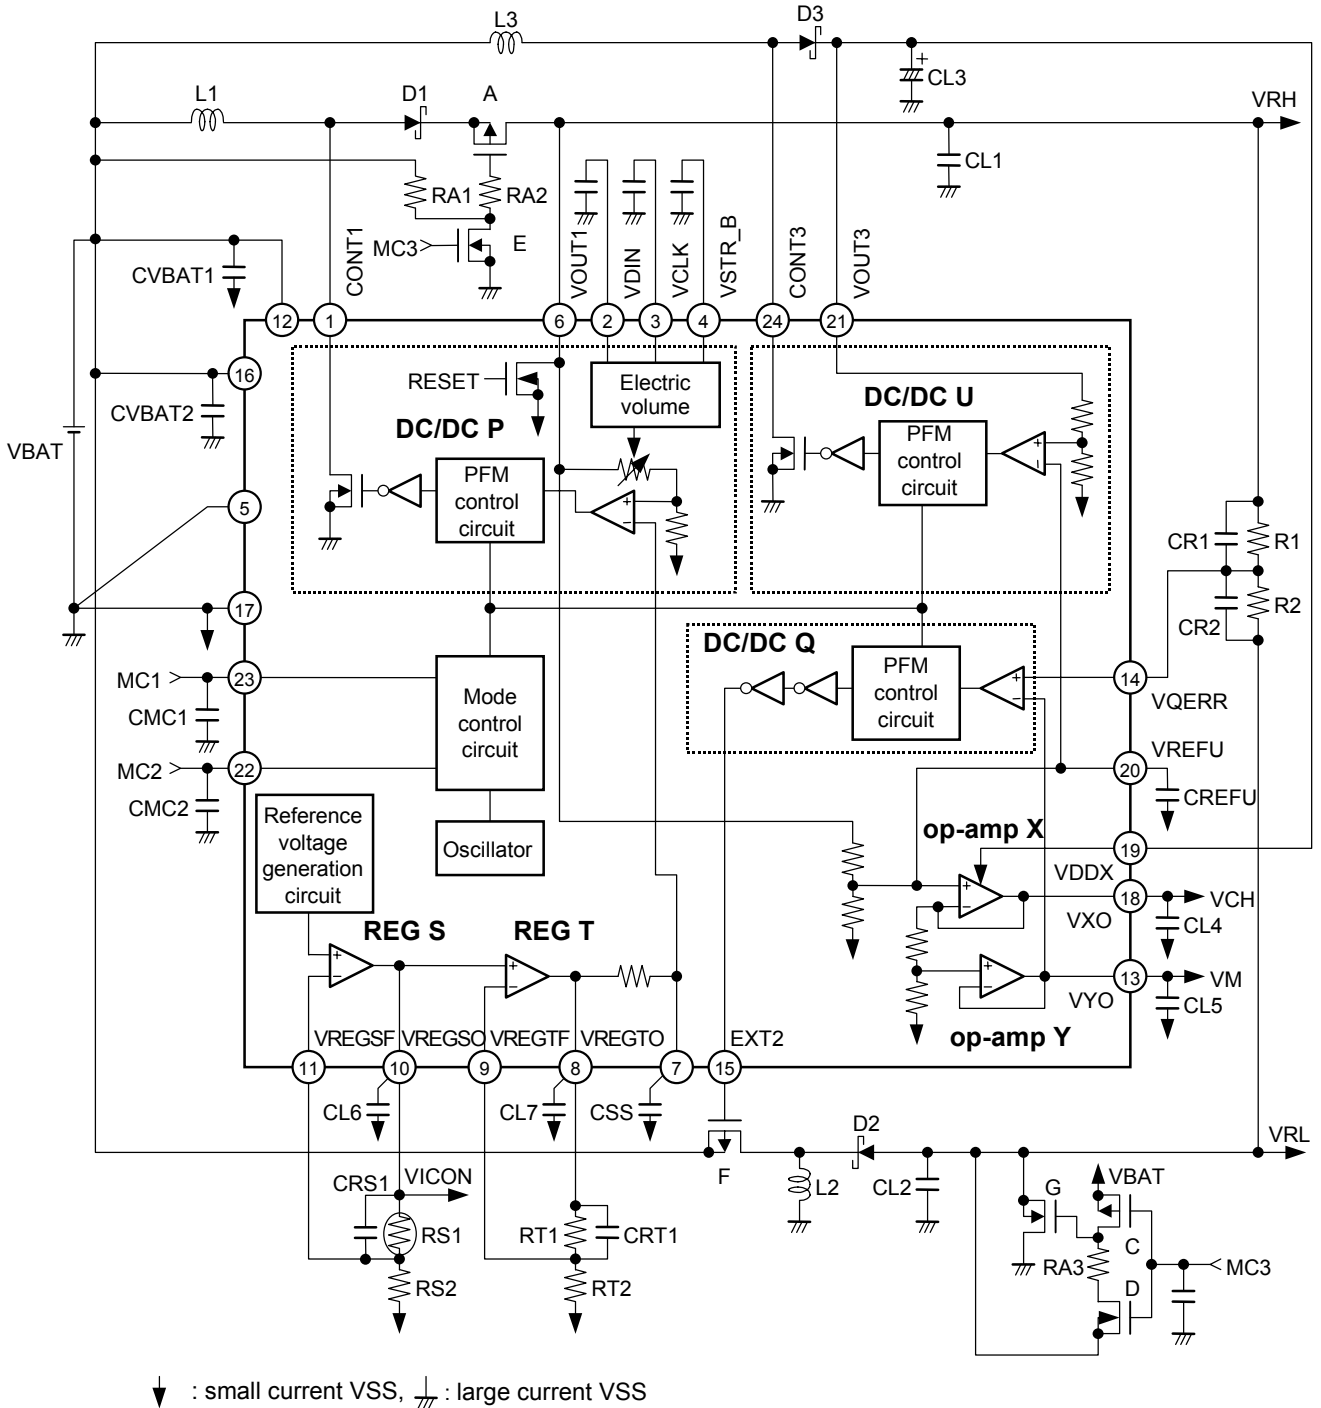 L3
D3
+
CL3
L1
D1
A
VRH
CL1
RA1
RA2
MC3
E
CVBAT1
CONT1
VOUT1
VDIN
VCLK
VSTR_B
CONT3
VOUT3
12
1
6
2
3
4
24
21
16
CVBAT2
VBAT
5
17
RESET
Electric
volume
DC/DC P
PFM
control
circuit
+
−
DC/DC U
PFM
control
circuit
+
−
CR1
R1
CR2
R2
DC/DC Q
PFM
control
circuit
+
−
14
VQERR
MC1
23
CMC1
MC2
22
CMC2
Mode
control
circuit
Oscillator
Reference
voltage
generation
circuit
VREFU
20
CREFU
op-amp X
19
VDDX
+
−
18
VCH
VXO
CL4
+
−
13
VM
VYO
CL5
op-amp Y
REG S
REG T
+
−
+
−
VREGSF
VREGSO
VREGTF
VREGTO
EXT2
11
10
9
8
7
15
CL6
CL7
CSS
F
D2
L2
CL2
VRL
VBAT
G
C
RA3
D
MC3
CRS1
VICON
RS1
RS2
RT1
CRT1
RT2
: small current VSS, : large current VSS